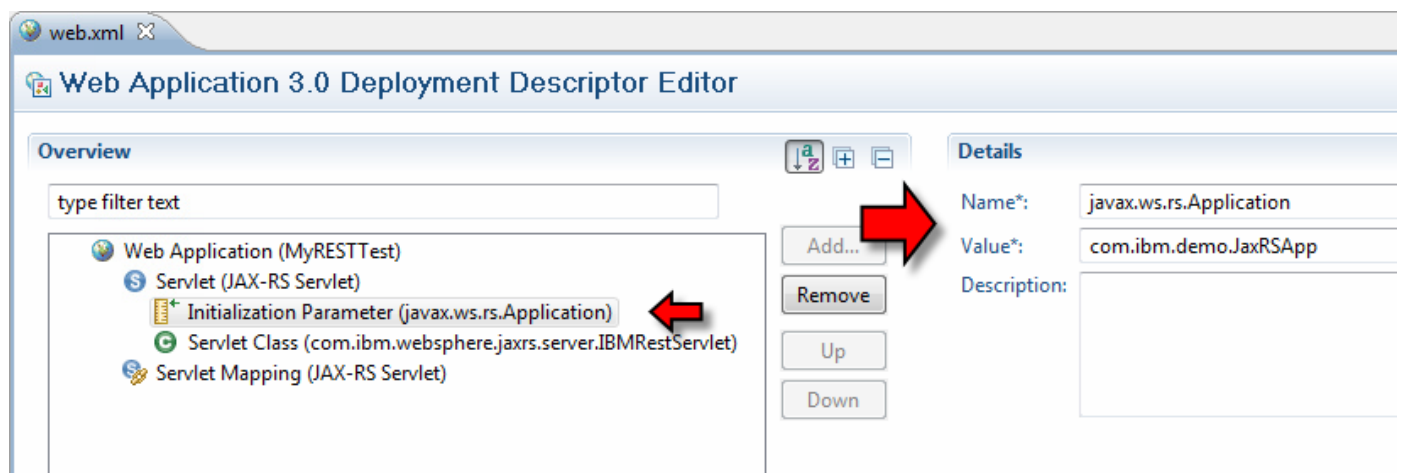 web.xml
Web Application 3.0 Deployment Descriptor Editor
Overview
type filter text
Web Application (MyRESTTest)
Servlet (JAX-RS Servlet)
Initialization Parameter (javax.ws.rs.Application)
Servlet Class (com.ibm.websphere.jaxrs.server.IBMRestServlet)
Servlet Mapping (JAX-RS Servlet)
Add...
Remove
Up
Down
Details
Name*: javax.ws.rs.Application
Value*: com.ibm.demo.JaxRSApp
Description: